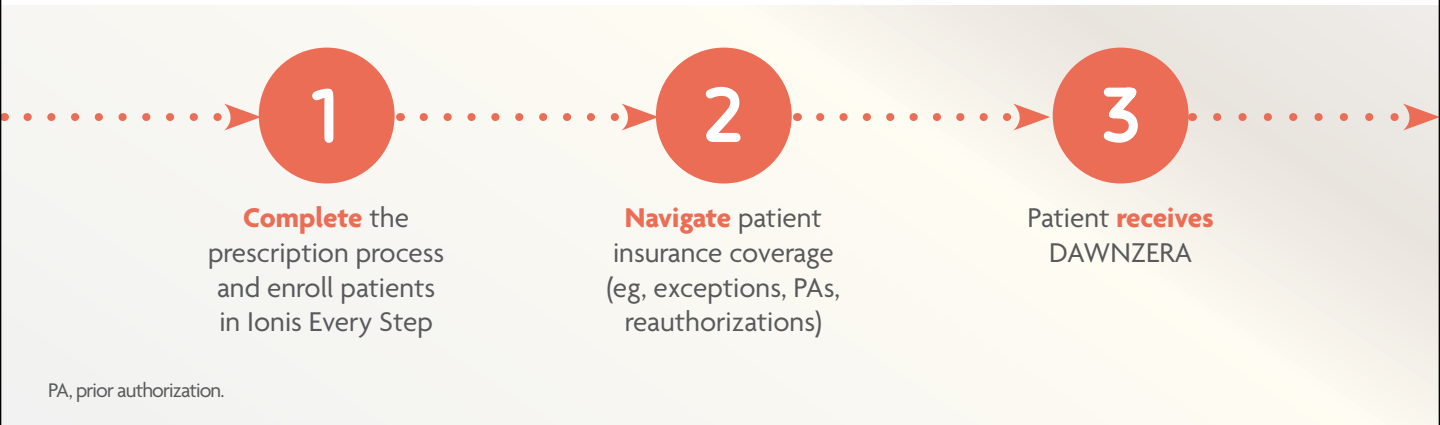 1
Complete the
prescription process
and enroll patients
in Ionis Every Step
2
Navigate patient
insurance coverage
(eg, exceptions, PAs,
reauthorizations)
3
Patient receives
DAWNZERA
PA, prior authorization.